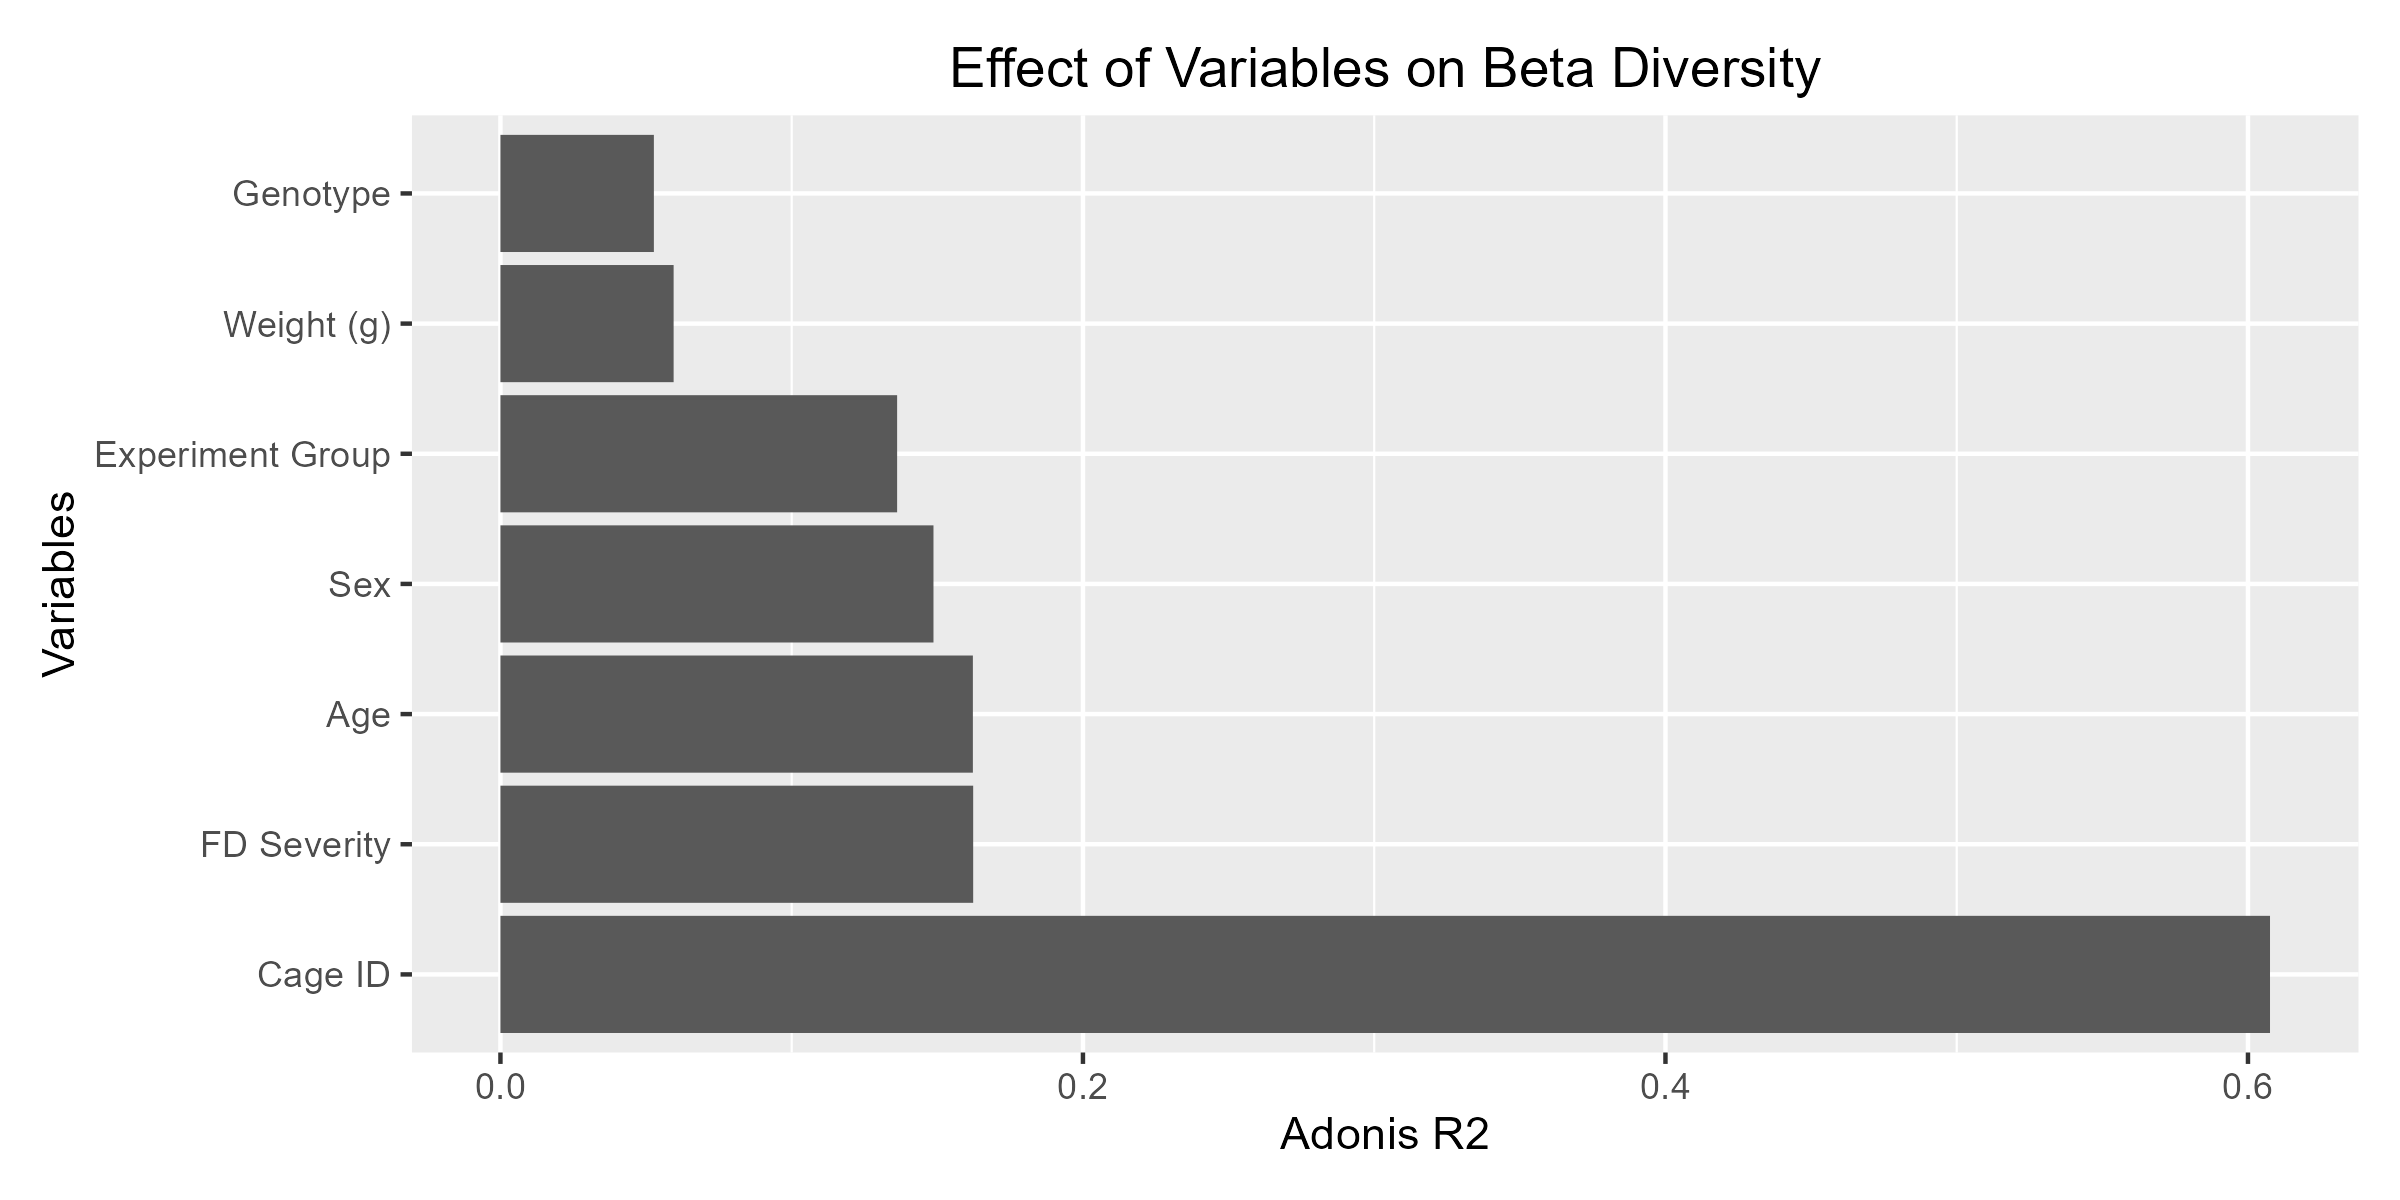 Effect of Variables on Beta Diversity
Variables
Genotype
Weight (g)
Experiment Group
Sex
Age
FD Severity
Cage ID
0.0 0.2 0.4 0.6
Adonis R2